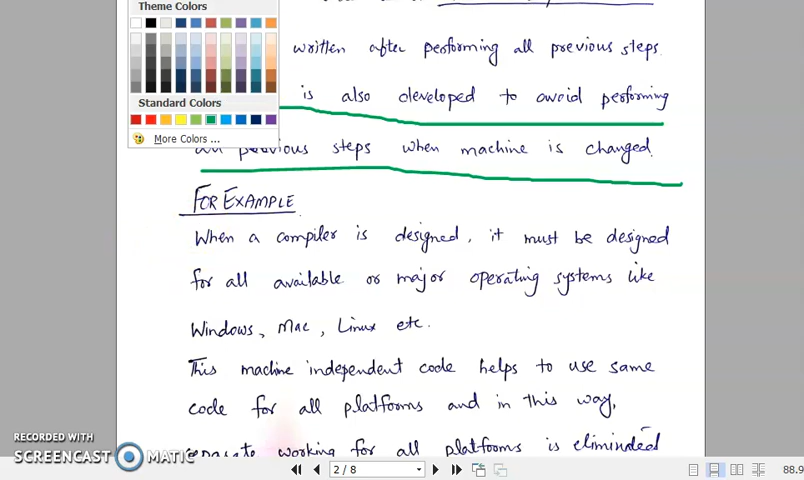 Theme Colors
written after performing all previous steps.
Standard Colors
is also developed to avoid performing
More Colors ...
previous steps when machine is changed.
FOR EXAMPLE
When a compiler is designed, it must be designed
for all available or major operating systems like
Windows, Mac, Linux etc.
This machine independent code helps to use same
code for all platforms and in this way,
working for all platforms is eliminated
RECORDED WITH
SCREENCAST MATIC
2 / 8
88.9